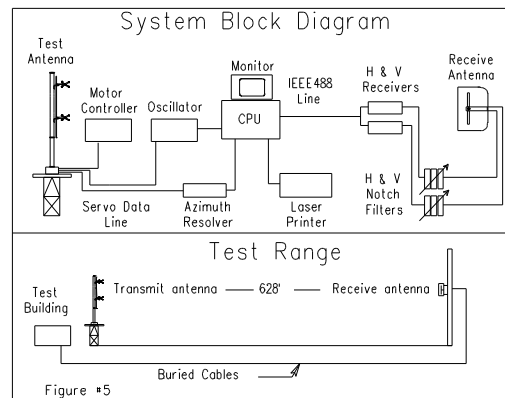 System Block Diagram
Test
Antenna
Motor
Controller
Oscillator
Monitor
CPU
IEEE488
Line
H & V
Receivers
Receive
Antenna
Servo Data
Line
Azimuth
Resolver
Laser
Printer
H & V
Notch
Filters
Test Range
Test
Building
Transmit antenna
628'
Receive antenna
Buried Cables
Figure #5